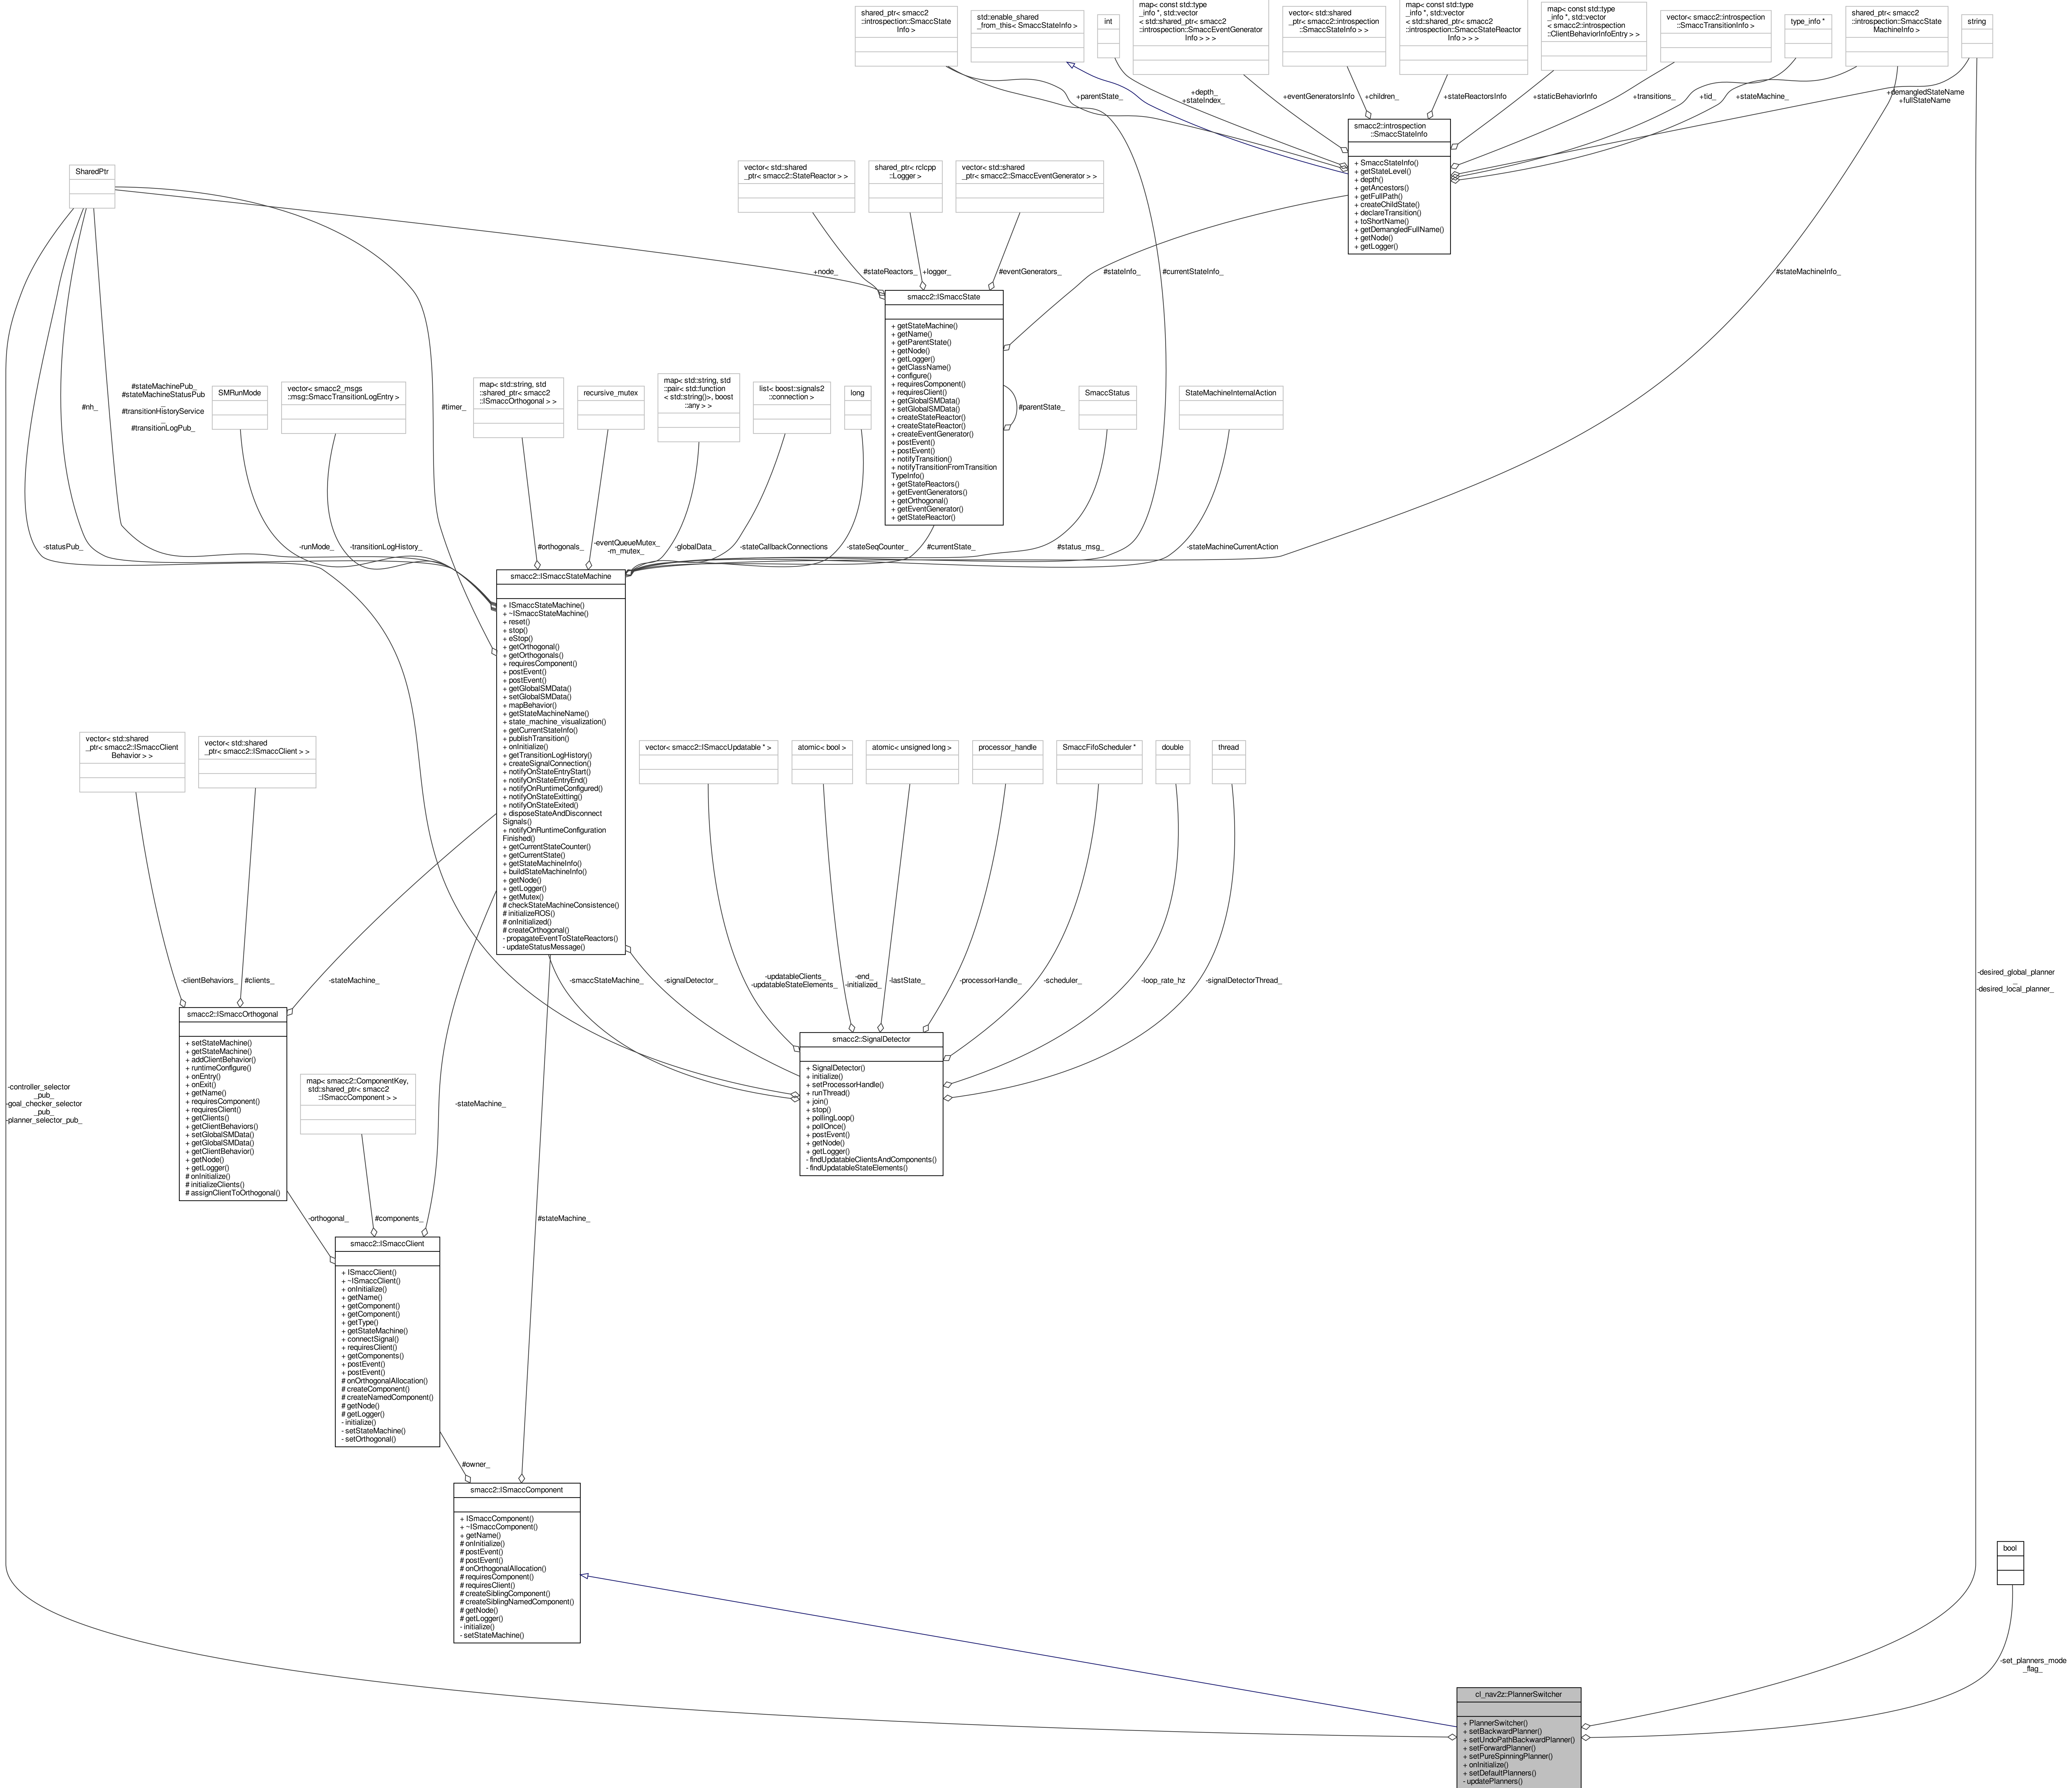 shared_ptr< smacc2
::introspection::SmaccState
Info >
std::enable_shared
_from_this< SmaccStateInfo >
int
map< const std::type
_info *, std::vector
< std::shared_ptr< smacc2
::introspection::SmaccEventGenerator
Info > > >
vector< std::shared
_ptr< smacc2::introspection
::SmaccStateInfo > >
map< const std::type
_info *, std::vector
< std::shared_ptr< smacc2
::introspection::SmaccStateReactor
Info > > >
map< const std::type
_info *, std::vector
< smacc2::introspection
::ClientBehaviorInfoEntry > >
vector< smacc2::introspection
::SmaccTransitionInfo >
type_info *
shared_ptr< smacc2
::introspection::SmaccState
MachineInfo >
string
+parentState_
+depth_
+stateIndex_
+eventGeneratorsInfo
+children_
+stateReactorsInfo
+staticBehaviorInfo
+transitions_
+tid_
+stateMachine_
+demangledStateName
+fullStateName
smacc2::introspection
::SmaccStateInfo
+ SmaccStateInfo()
+ getStateLevel()
+ depth()
+ getAncestors()
+ getFullPath()
+ createChildState()
+ declareTransition()
+ toShortName()
+ getDemangledFullName()
+ getNode()
+ getLogger()
SharedPtr
vector< std::shared
_ptr< smacc2::StateReactor > >
shared_ptr< rclcpp
::Logger >
vector< std::shared
_ptr< smacc2::SmaccEventGenerator > >
+node_
#stateReactors_
+logger_
#eventGenerators_
#stateInfo_
#currentStateInfo_
#stateMachineInfo_
smacc2::ISmaccState
+ getStateMachine()
+ getName()
+ getParentState()
+ getNode()
+ getLogger()
+ getClassName()
+ configure()
+ requiresComponent()
+ requiresClient()
+ getGlobalSMData()
+ setGlobalSMData()
+ createStateReactor()
+ createStateReactor()
+ createEventGenerator()
+ postEvent()
+ postEvent()
+ notifyTransition()
+ notifyTransitionFromTransition
TypeInfo()
+ getStateReactors()
+ getEventGenerators()
+ getOrthogonal()
+ getEventGenerator()
+ getStateReactor()
#parentState_
#nh_
#stateMachinePub_
#stateMachineStatusPub
_
#transitionHistoryService
_
#transitionLogPub_
SMRunMode
vector< smacc2_msgs
::msg::SmaccTransitionLogEntry >
#timer_
map< std::string, std
::shared_ptr< smacc2
::ISmaccOrthogonal > >
recursive_mutex
map< std::string, std
::pair< std::function
< std::string()>, boost
::any > >
list< boost::signals2
::connection >
long
SmaccStatus
StateMachineInternalAction
-statusPub_
-runMode_
-transitionLogHistory_
#orthogonals_
-eventQueueMutex_
-m_mutex_
-globalData_
-stateCallbackConnections
-stateSeqCounter_
#currentState_
#status_msg_
-stateMachineCurrentAction
smacc2::ISmaccStateMachine
+ ISmaccStateMachine()
+ ~ISmaccStateMachine()
+ reset()
+ stop()
+ eStop()
+ getOrthogonal()
+ getOrthogonals()
+ requiresComponent()
+ postEvent()
+ postEvent()
+ getGlobalSMData()
+ setGlobalSMData()
+ mapBehavior()
+ getStateMachineName()
+ state_machine_visualization()
+ getCurrentStateInfo()
+ publishTransition()
+ onInitialize()
+ getTransitionLogHistory()
+ createSignalConnection()
+ notifyOnStateEntryStart()
+ notifyOnStateEntryEnd()
+ notifyOnRuntimeConfigured()
+ notifyOnStateExitting()
+ notifyOnStateExited()
+ disposeStateAndDisconnect
Signals()
+ notifyOnRuntimeConfiguration
Finished()
+ getCurrentStateCounter()
+ getCurrentState()
+ getStateMachineInfo()
+ buildStateMachineInfo()
+ getNode()
+ getLogger()
+ getMutex()
# checkStateMachineConsistence()
# initializeROS()
# onInitialized()
# createOrthogonal()
- propagateEventToStateReactors()
- updateStatusMessage()
vector< std::shared
_ptr< smacc2::ISmaccClient
Behavior > >
vector< std::shared
_ptr< smacc2::ISmaccClient > >
vector< smacc2::ISmaccUpdatable * >
atomic< bool >
atomic< unsigned long >
processor_handle
SmaccFifoScheduler *
double
thread
-clientBehaviors_
#clients_
-stateMachine_
-smaccStateMachine_
-signalDetector_
-updatableClients_
-updatableStateElements_
-end_
-initialized_
-lastState_
-processorHandle_
-scheduler_
-loop_rate_hz
-signalDetectorThread_
-desired_global_planner
_
-desired_local_planner_
smacc2::ISmaccOrthogonal
+ setStateMachine()
+ getStateMachine()
+ addClientBehavior()
+ runtimeConfigure()
+ onEntry()
+ onExit()
+ getName()
+ requiresComponent()
+ requiresClient()
+ getClients()
+ getClientBehaviors()
+ setGlobalSMData()
+ getGlobalSMData()
+ getClientBehavior()
+ getNode()
+ getLogger()
# onInitialize()
# initializeClients()
# assignClientToOrthogonal()
smacc2::SignalDetector
+ SignalDetector()
+ initialize()
+ setProcessorHandle()
+ runThread()
+ join()
+ stop()
+ pollingLoop()
+ pollOnce()
+ postEvent()
+ getNode()
+ getLogger()
- findUpdatableClientsAndComponents()
- findUpdatableStateElements()
-controller_selector
_pub_
-goal_checker_selector
_pub_
-planner_selector_pub_
map< smacc2::ComponentKey,
std::shared_ptr< smacc2
::ISmaccComponent > >
-stateMachine_
-orthogonal_
#components_
#stateMachine_
smacc2::ISmaccClient
+ ISmaccClient()
+ ~ISmaccClient()
+ onInitialize()
+ getName()
+ getComponent()
+ getComponent()
+ getType()
+ getStateMachine()
+ connectSignal()
+ requiresClient()
+ getComponents()
+ postEvent()
+ postEvent()
# onOrthogonalAllocation()
# createComponent()
# createNamedComponent()
# getNode()
# getLogger()
- initialize()
- setStateMachine()
- setOrthogonal()
#owner_
smacc2::ISmaccComponent
+ ISmaccComponent()
+ ~ISmaccComponent()
+ getName()
# onInitialize()
# postEvent()
# postEvent()
# onOrthogonalAllocation()
# requiresComponent()
# requiresClient()
# createSiblingComponent()
# createSiblingNamedComponent()
# getNode()
# getLogger()
- initialize()
- setStateMachine()
bool
-set_planners_mode
_flag_
cl_nav2z::PlannerSwitcher
+ PlannerSwitcher()
+ setBackwardPlanner()
+ setUndoPathBackwardPlanner()
+ setForwardPlanner()
+ setPureSpinningPlanner()
+ onInitialize()
+ setDefaultPlanners()
- updatePlanners()